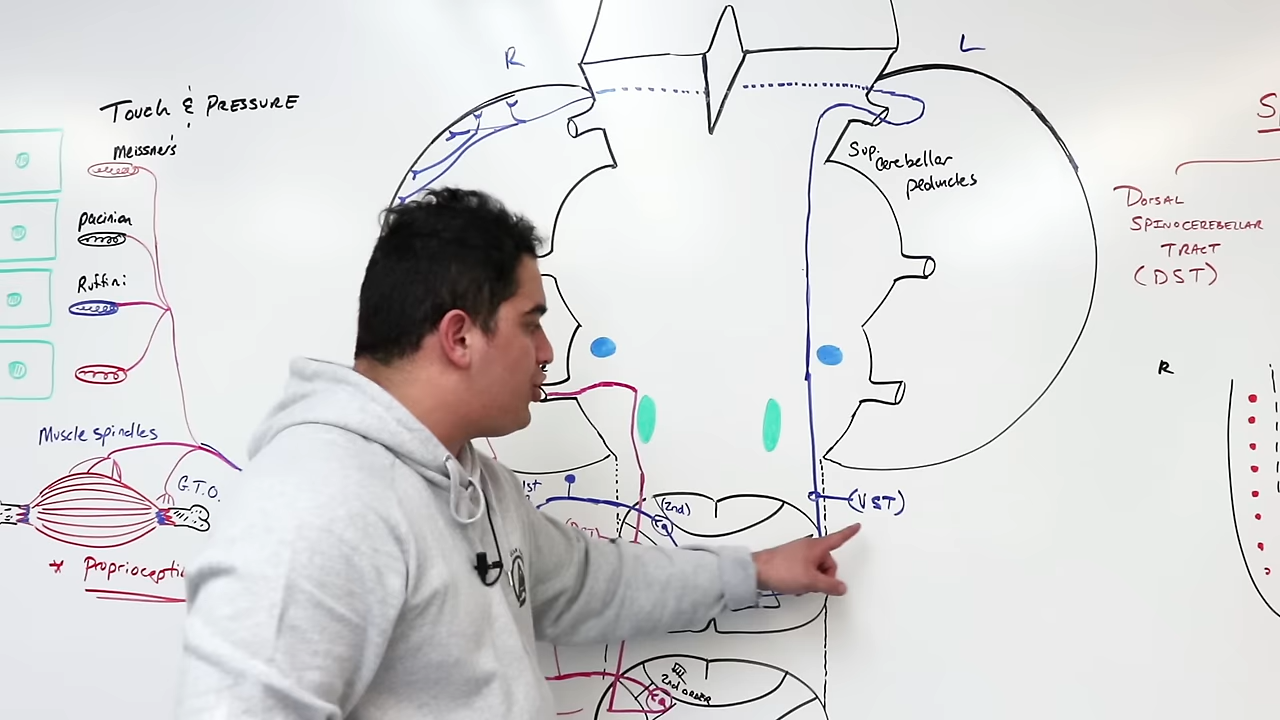 Touch & PRESSURE
Meissner's
pacinian
Ruffini
Muscle spindles
G.T.O.
* Propriocepti
R
L
Sup. cerebellar
peduncles
1st
(2nd)
(VST)
2nd ORDER
S
DORSAL
SPINOCEREBELLAR
TRACT
(DST)
R